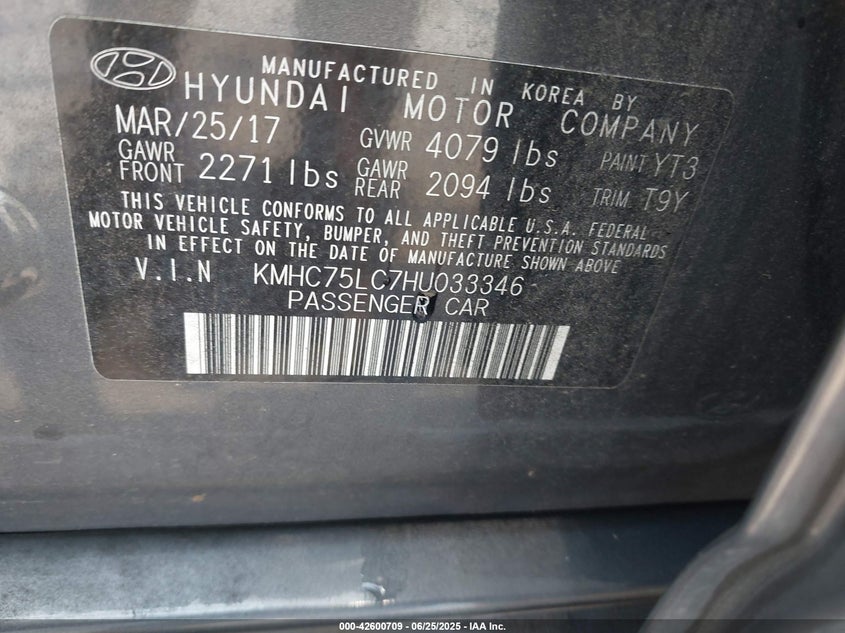 MANUFACTURED IN KOREA BY
HYUNDAI MOTOR COMPANY
MAR/25/17 GVWR 4079 lbs PAINT YT3
GAWR FRONT 2271 lbs GAWR REAR 2094 lbs TRIM T9Y
THIS VEHICLE CONFORMS TO ALL APPLICABLE U.S.A. FEDERAL
MOTOR VEHICLE SAFETY, BUMPER, AND THEFT PREVENTION STANDARDS
IN EFFECT ON THE DATE OF MANUFACTURE SHOWN ABOVE
V.I.N KMHC75LC7HU033346
PASSENGER CAR
000-42600709 - 06/25/2025 - IAA Inc.